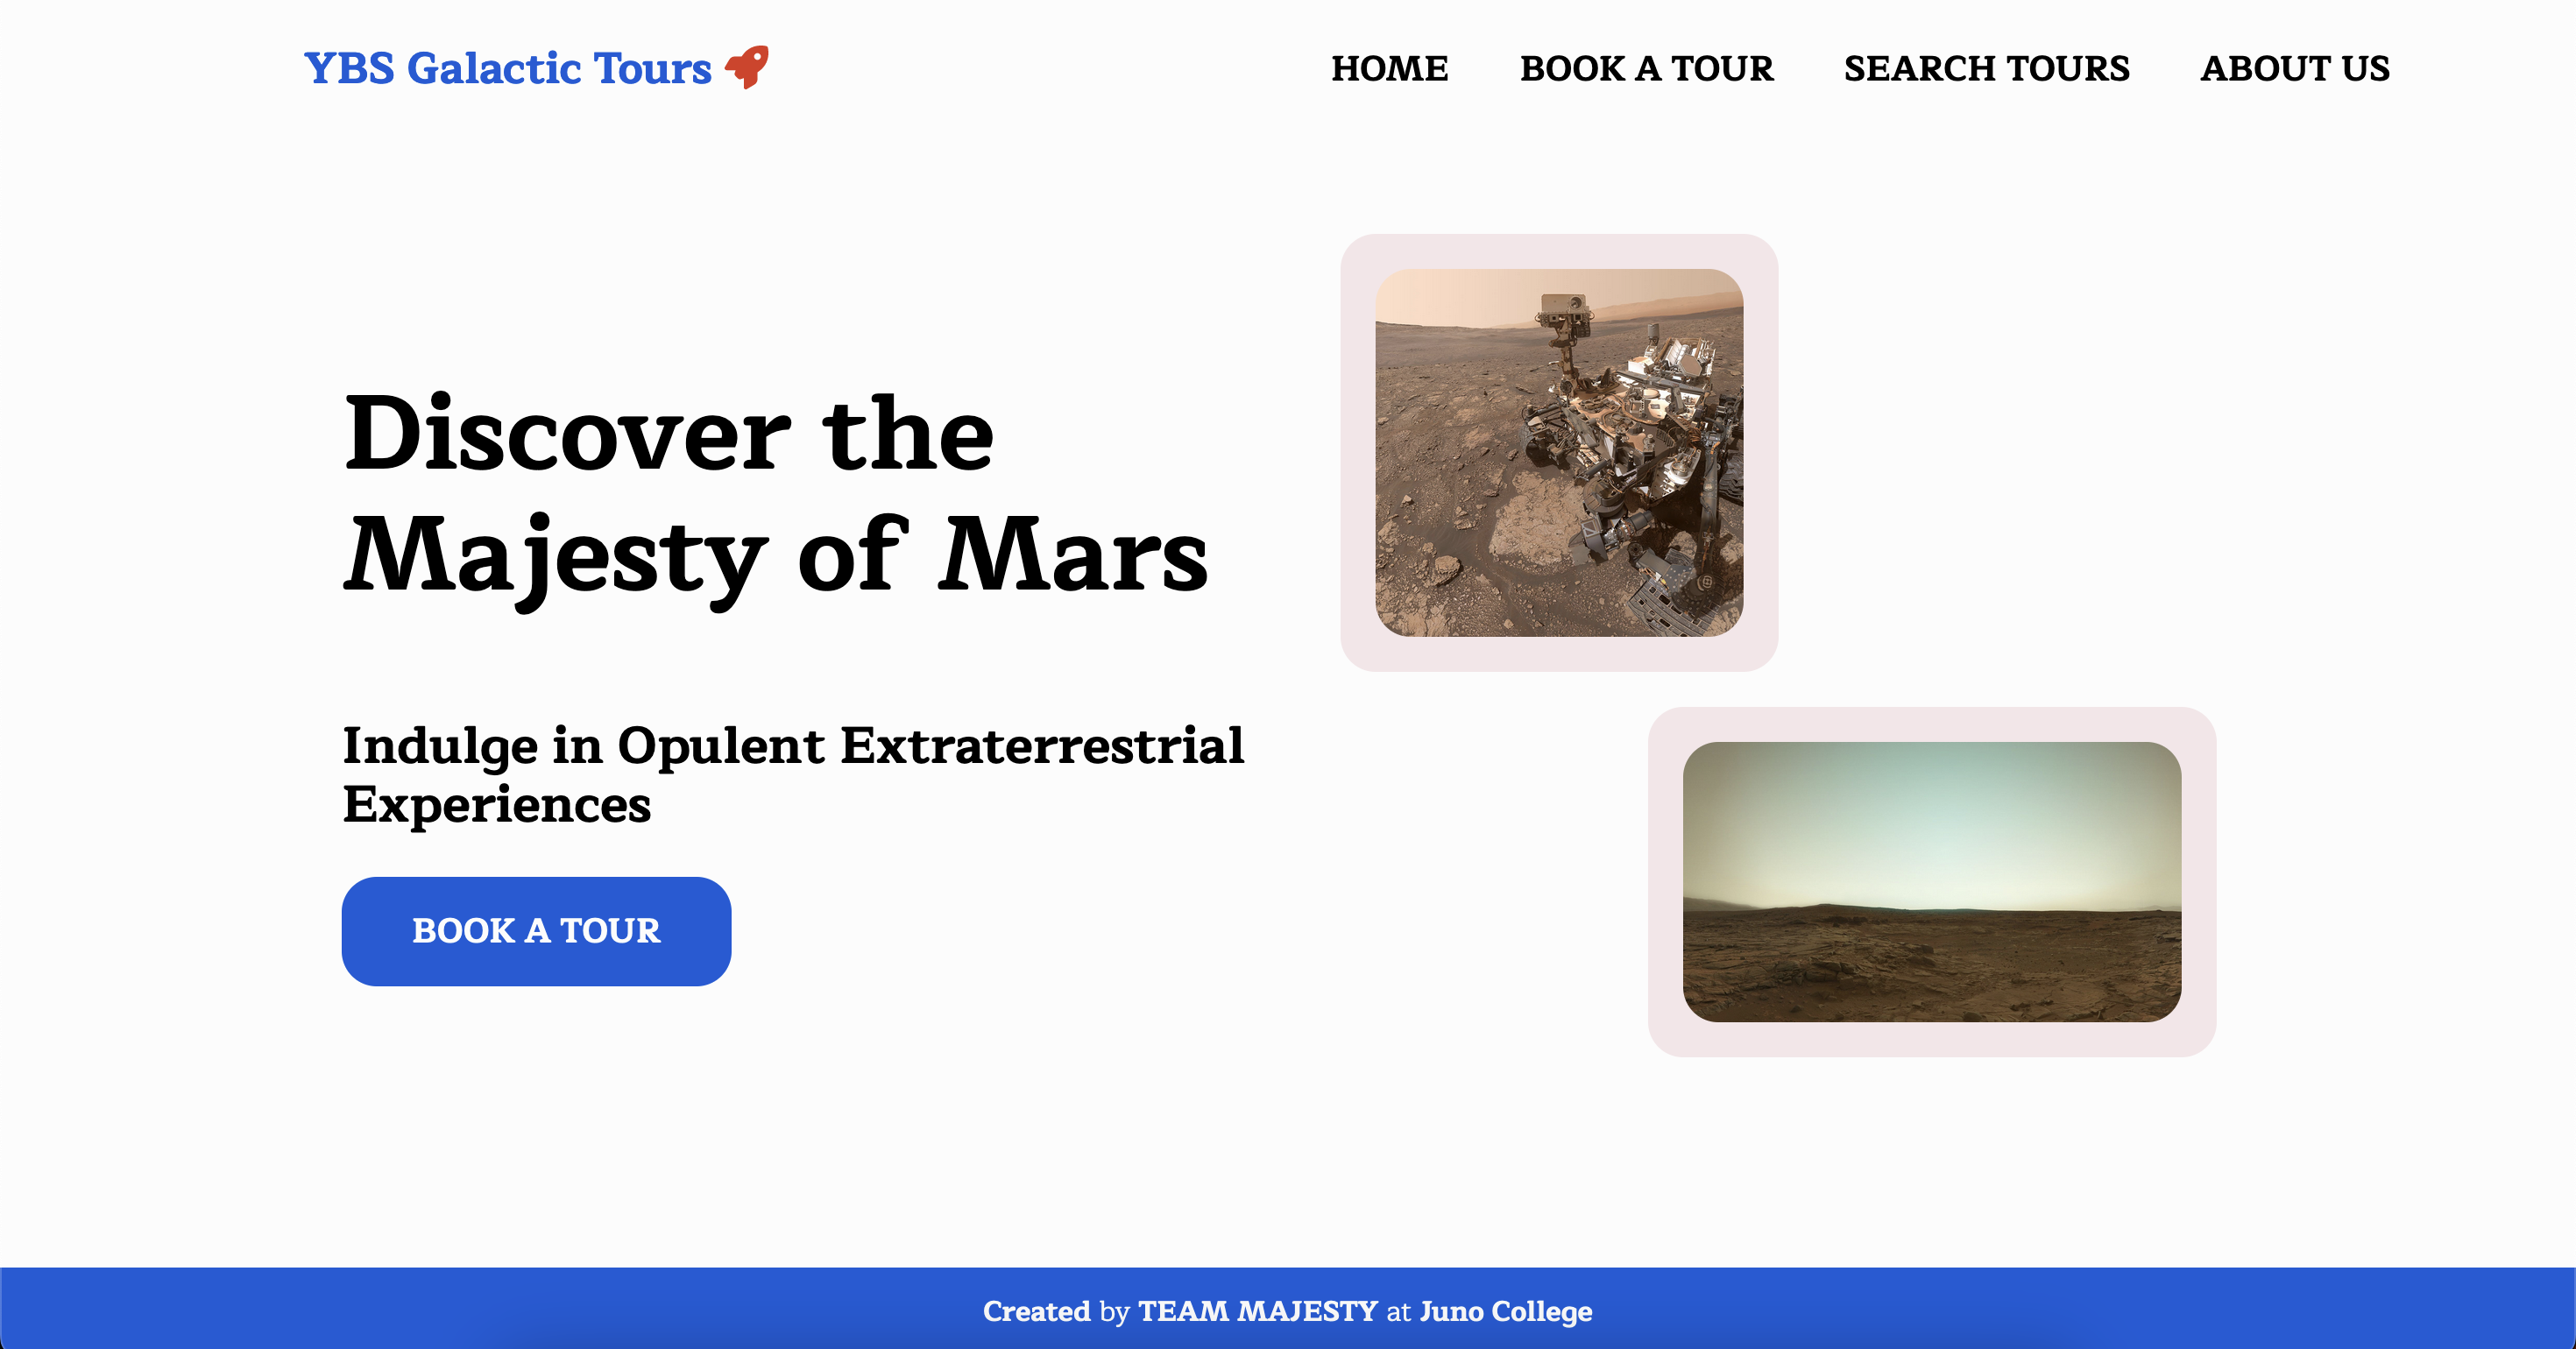 YBS Galactic Tours
HOME BOOK A TOUR SEARCH TOURS ABOUT US
Discover the
Majesty of Mars
Indulge in Opulent Extraterrestrial
Experiences
BOOK A TOUR
Created by TEAM MAJESTY at Juno College